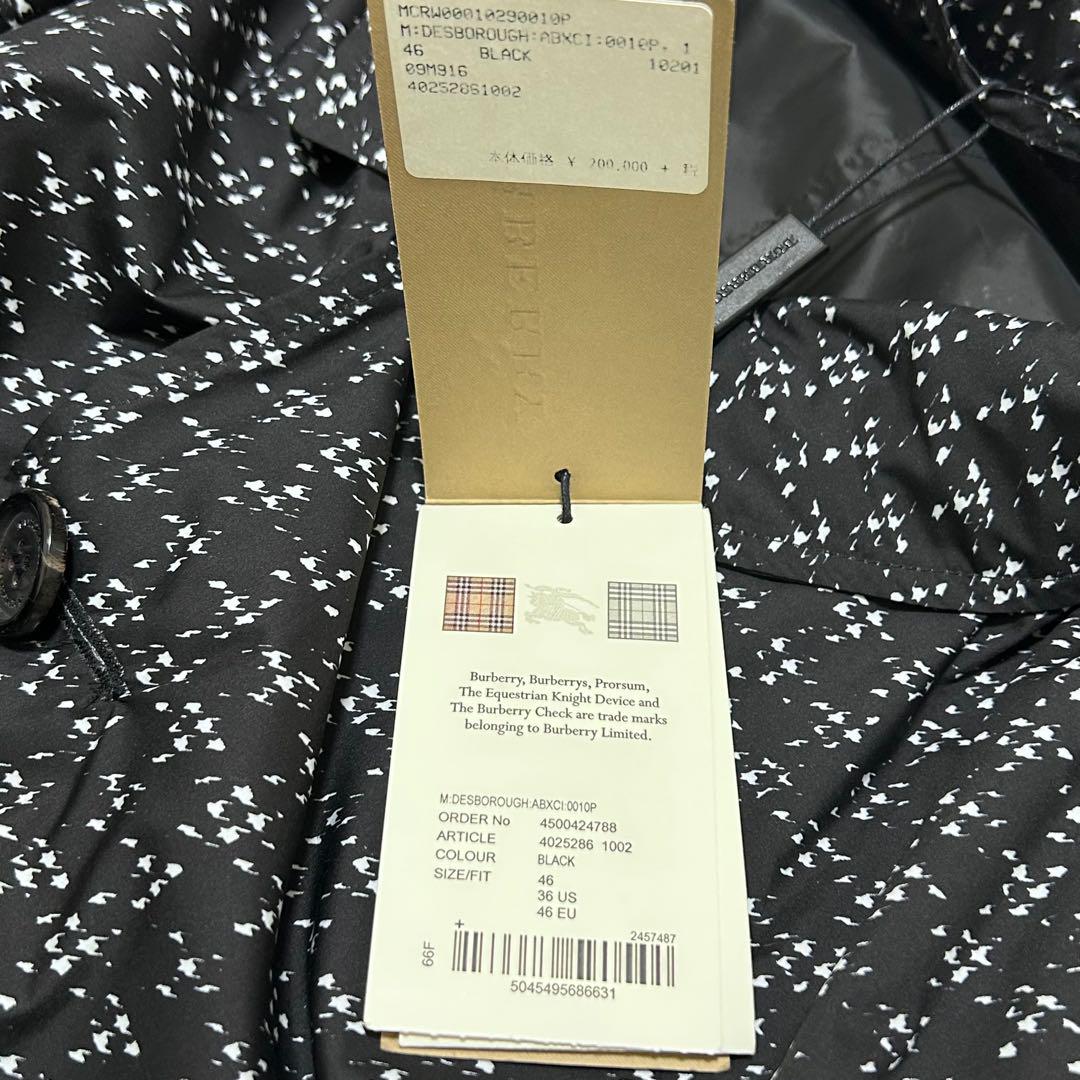 MCRW00010290010P
M:DESBOROUGH:ABXCI:0010P. 1
46 BLACK 10201
09M916
40252861002
本体価格 ¥ 200,000 + 税
Burberry, Burberrys, Prorsum,
The Equestrian Knight Device and
The Burberry Check are trade marks
belonging to Burberry Limited.
M:DESBOROUGH:ABXCI:0010P
ORDER No 4500424788
ARTICLE 4025286 1002
COLOUR BLACK
SIZE/FIT 46
36 US
46 EU
2457487
66F
5045495686631